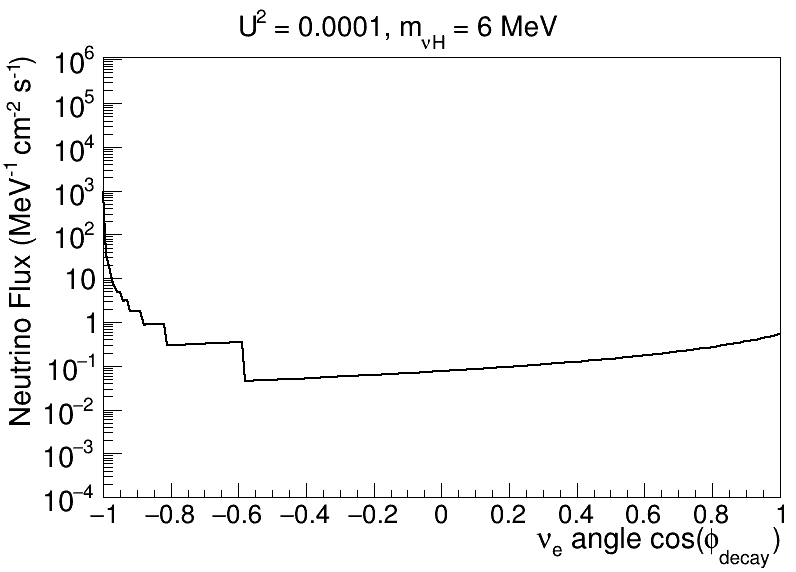 U² = 0.0001, m_νH = 6 MeV
Neutrino Flux (MeV⁻¹ cm⁻² s⁻¹)
10⁶
10⁵
10⁴
10³
10²
10
1
10⁻¹
10⁻²
10⁻³
10⁻⁴
−1 −0.8 −0.6 −0.4 −0.2 0 0.2 0.4 0.6 0.8 1
ν_e angle cos(ϕ_decay)